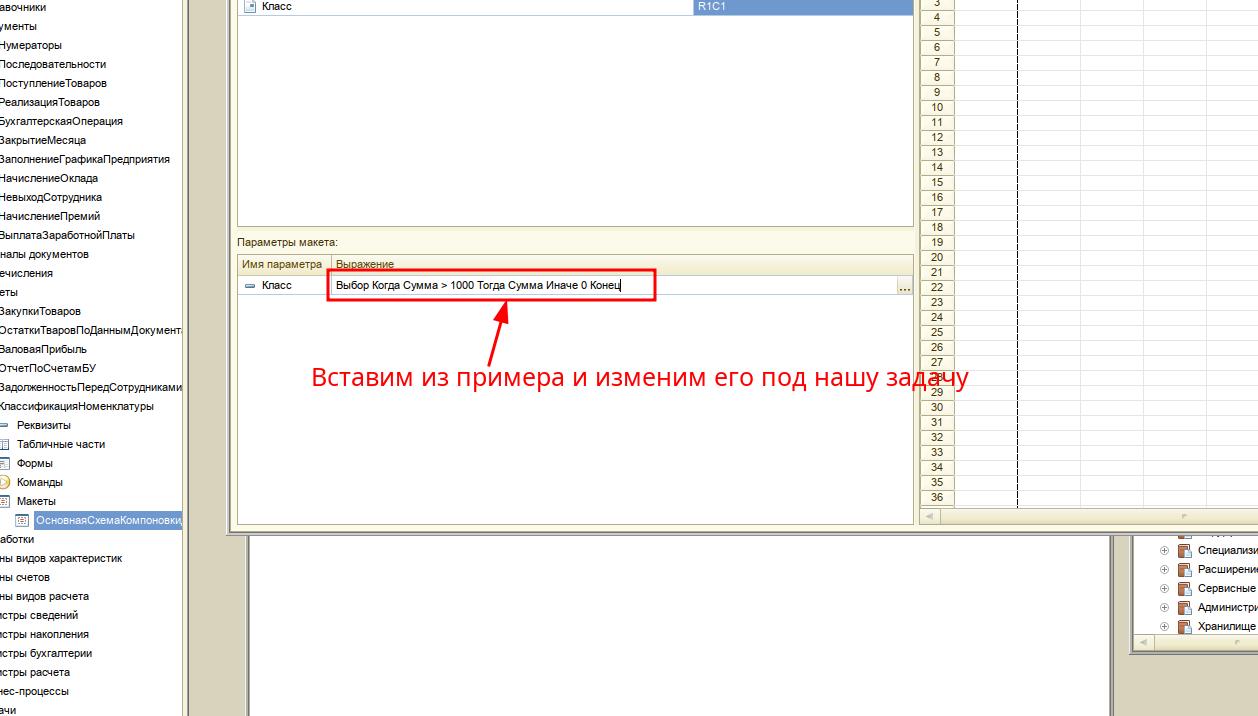 авочники
ументы
Нумераторы
Последовательности
ПоступлениеТоваров
РеализацияТоваров
БухгалтерскаяОперация
ЗакрытиеМесяца
ЗаполнениеГрафикаПредприятия
НачислениеОклада
НевыходСотрудника
НачислениеПремий
ВыплатаЗаработнойПлаты
налы документов
ечисления
еты
ЗакупкиТоваров
ОстаткиТваровПоДаннымДокумент
ВаловаяПрибыль
ОтчетПоСчетамБУ
ЗадолженностьПередСотрудниками
КлассификацияНоменклатуры
Реквизиты
Табличные части
Формы
Команды
Макеты
ОсновнаяСхемаКомпоновки
аботки
ны видов характеристик
ны счетов
ны видов расчета
истры сведений
истры накопления
истры бухгалтерии
истры расчета
нес-процессы
ачи
Класс R1C1
Параметры макета:
Имя параметра Выражение
Класс Выбор Когда Сумма > 1000 Тогда Сумма Иначе 0 Конец ...
Вставим из примера и изменим его под нашу задачу
3
4
5
6
7
8
9
10
11
12
13
14
15
16
17
18
19
20
21
22
23
24
25
26
27
28
29
30
31
32
33
34
35
36
Специализи
Расширение
Сервисные
Администри
Хранилище